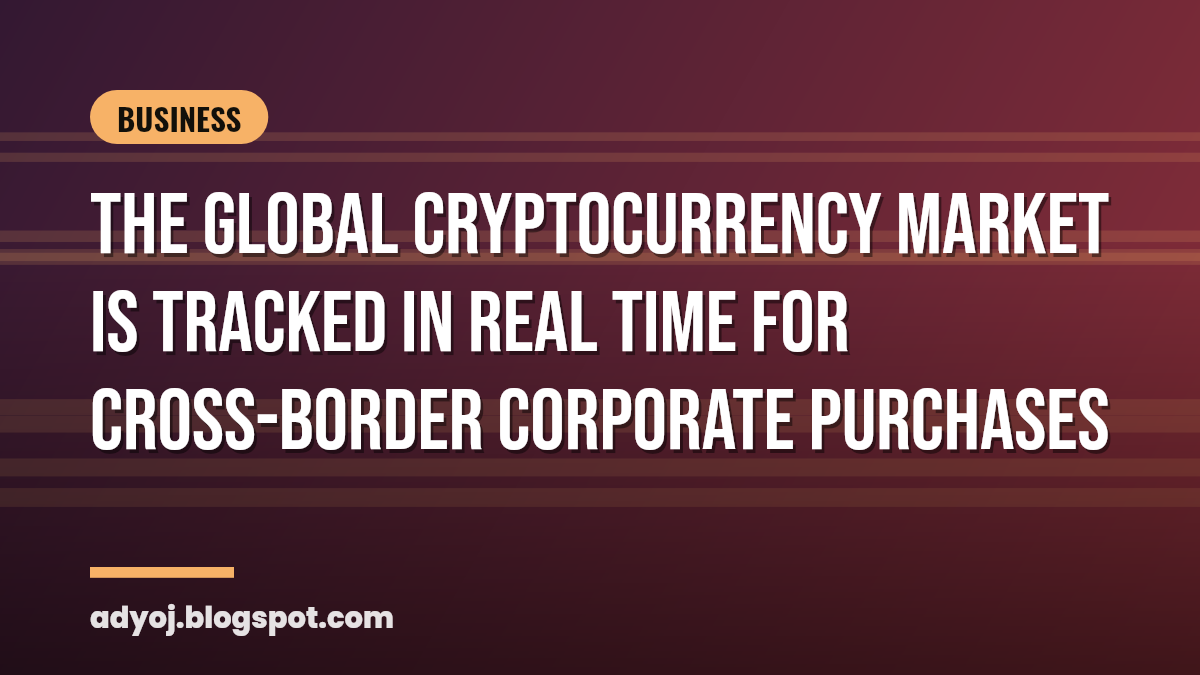 BUSINESS
THE GLOBAL CRYPTOCURRENCY MARKET
IS TRACKED IN REAL TIME FOR
CROSS-BORDER CORPORATE PURCHASES
adyoj.blogspot.com